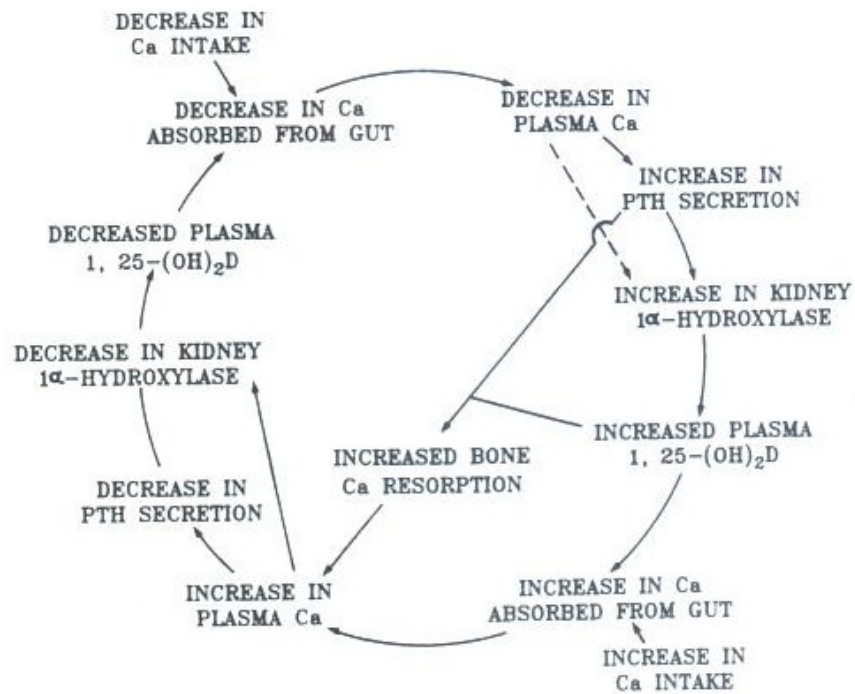 DECREASE IN
Ca INTAKE
DECREASE IN Ca
ABSORBED FROM GUT
DECREASE IN
PLASMA Ca
INCREASE IN
PTH SECRETION
INCREASE IN KIDNEY
1α-HYDROXYLASE
INCREASED PLASMA
1, 25-(OH)₂D
INCREASE IN Ca
ABSORBED FROM GUT
INCREASE IN
Ca INTAKE
INCREASED BONE
Ca RESORPTION
INCREASE IN
PLASMA Ca
DECREASE IN
PTH SECRETION
DECREASE IN KIDNEY
1α-HYDROXYLASE
DECREASED PLASMA
1, 25-(OH)₂D